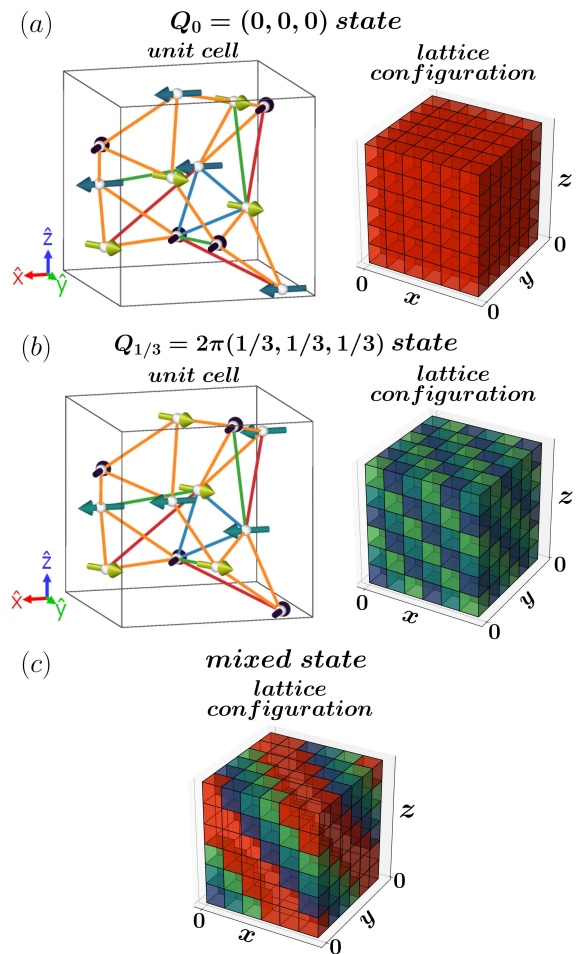 (a) Q₀ = (0, 0, 0) state
unit cell
lattice
configuration
ẑ
x̂
ŷ
z
0
0
x
y
0
(b) Q₁/₃ = 2π(1/3, 1/3, 1/3) state
unit cell
lattice
configuration
ẑ
x̂
ŷ
z
0
0
x
y
0
(c) mixed state
lattice
configuration
z
0
0
x
y
0